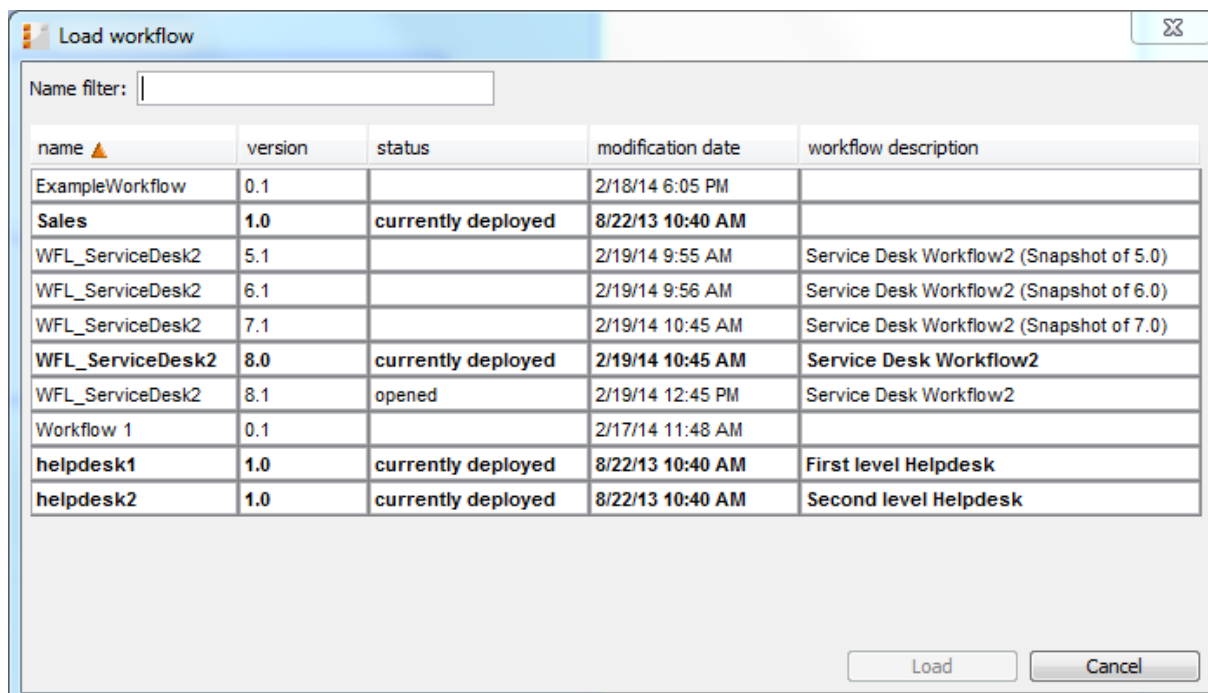 Load workflow
Name filter:
name version status modification date workflow description
ExampleWorkflow 0.1 2/18/14 6:05 PM
Sales 1.0 currently deployed 8/22/13 10:40 AM
WFL_ServiceDesk2 5.1 2/19/14 9:55 AM Service Desk Workflow2 (Snapshot of 5.0)
WFL_ServiceDesk2 6.1 2/19/14 9:56 AM Service Desk Workflow2 (Snapshot of 6.0)
WFL_ServiceDesk2 7.1 2/19/14 10:45 AM Service Desk Workflow2 (Snapshot of 7.0)
WFL_ServiceDesk2 8.0 currently deployed 2/19/14 10:45 AM Service Desk Workflow2
WFL_ServiceDesk2 8.1 opened 2/19/14 12:45 PM Service Desk Workflow2
Workflow 1 0.1 2/17/14 11:48 AM
helpdesk1 1.0 currently deployed 8/22/13 10:40 AM First level Helpdesk
helpdesk2 1.0 currently deployed 8/22/13 10:40 AM Second level Helpdesk
Load Cancel